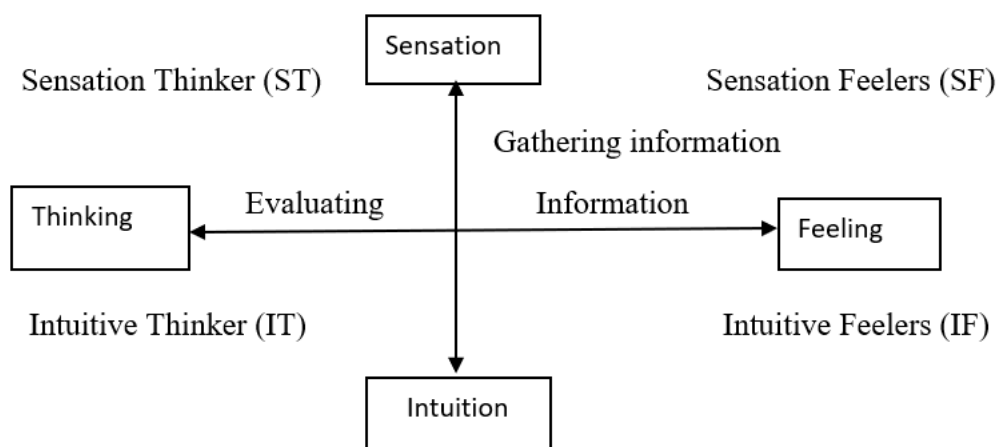 Sensation
Sensation Thinker (ST)
Sensation Feelers (SF)
Gathering information
Thinking
Evaluating
Information
Feeling
Intuitive Thinker (IT)
Intuitive Feelers (IF)
Intuition